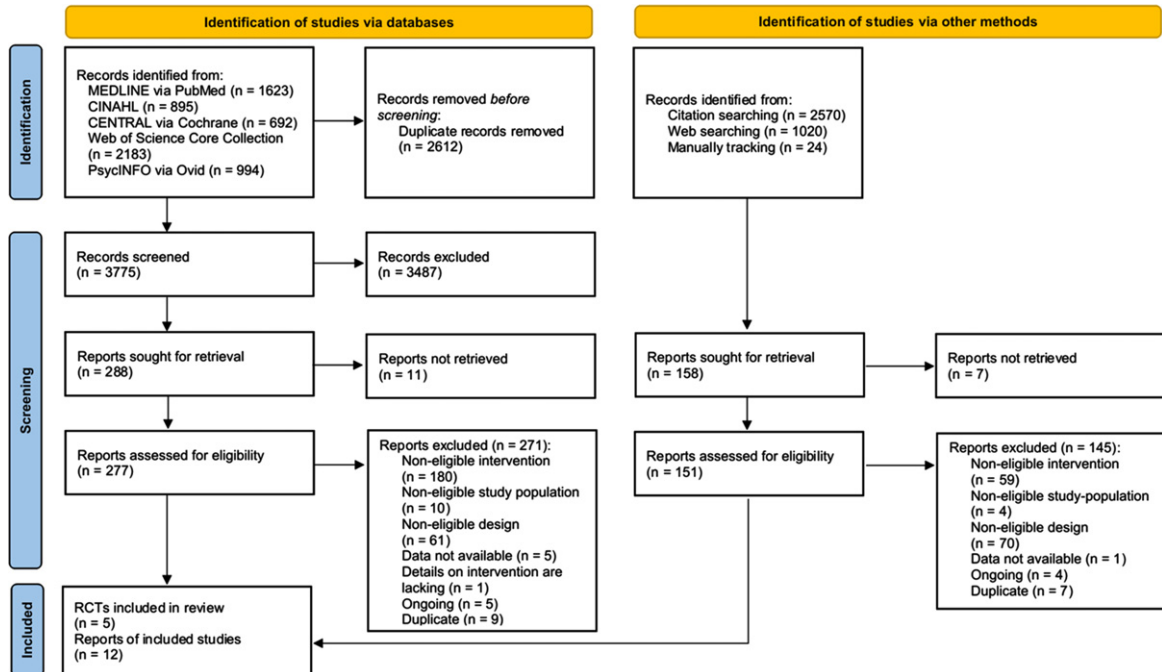 Identification of studies via databases
Identification of studies via other methods
Identification
Records identified from:
MEDLINE via PubMed (n = 1623)
CINAHL (n = 895)
CENTRAL via Cochrane (n = 692)
Web of Science Core Collection
(n = 2183)
PsycINFO via Ovid (n = 994)
Records removed before
screening:
Duplicate records removed
(n = 2612)
Records identified from:
Citation searching (n = 2570)
Web searching (n = 1020)
Manually tracking (n = 24)
Screening
Records screened
(n = 3775)
Records excluded
(n = 3487)
Reports sought for retrieval
(n = 288)
Reports not retrieved
(n = 11)
Reports sought for retrieval
(n = 158)
Reports not retrieved
(n = 7)
Reports assessed for eligibility
(n = 277)
Reports excluded (n = 271):
Non-eligible intervention
(n = 180)
Non-eligible study population
(n = 10)
Non-eligible design
(n = 61)
Data not available (n = 5)
Details on intervention are
lacking (n = 1)
Ongoing (n = 5)
Duplicate (n = 9)
Reports assessed for eligibility
(n = 151)
Reports excluded (n = 145):
Non-eligible intervention
(n = 59)
Non-eligible study-population
(n = 4)
Non-eligible design
(n = 70)
Data not available (n = 1)
Ongoing (n = 4)
Duplicate (n = 7)
Included
RCTs included in review
(n = 5)
Reports of included studies
(n = 12)